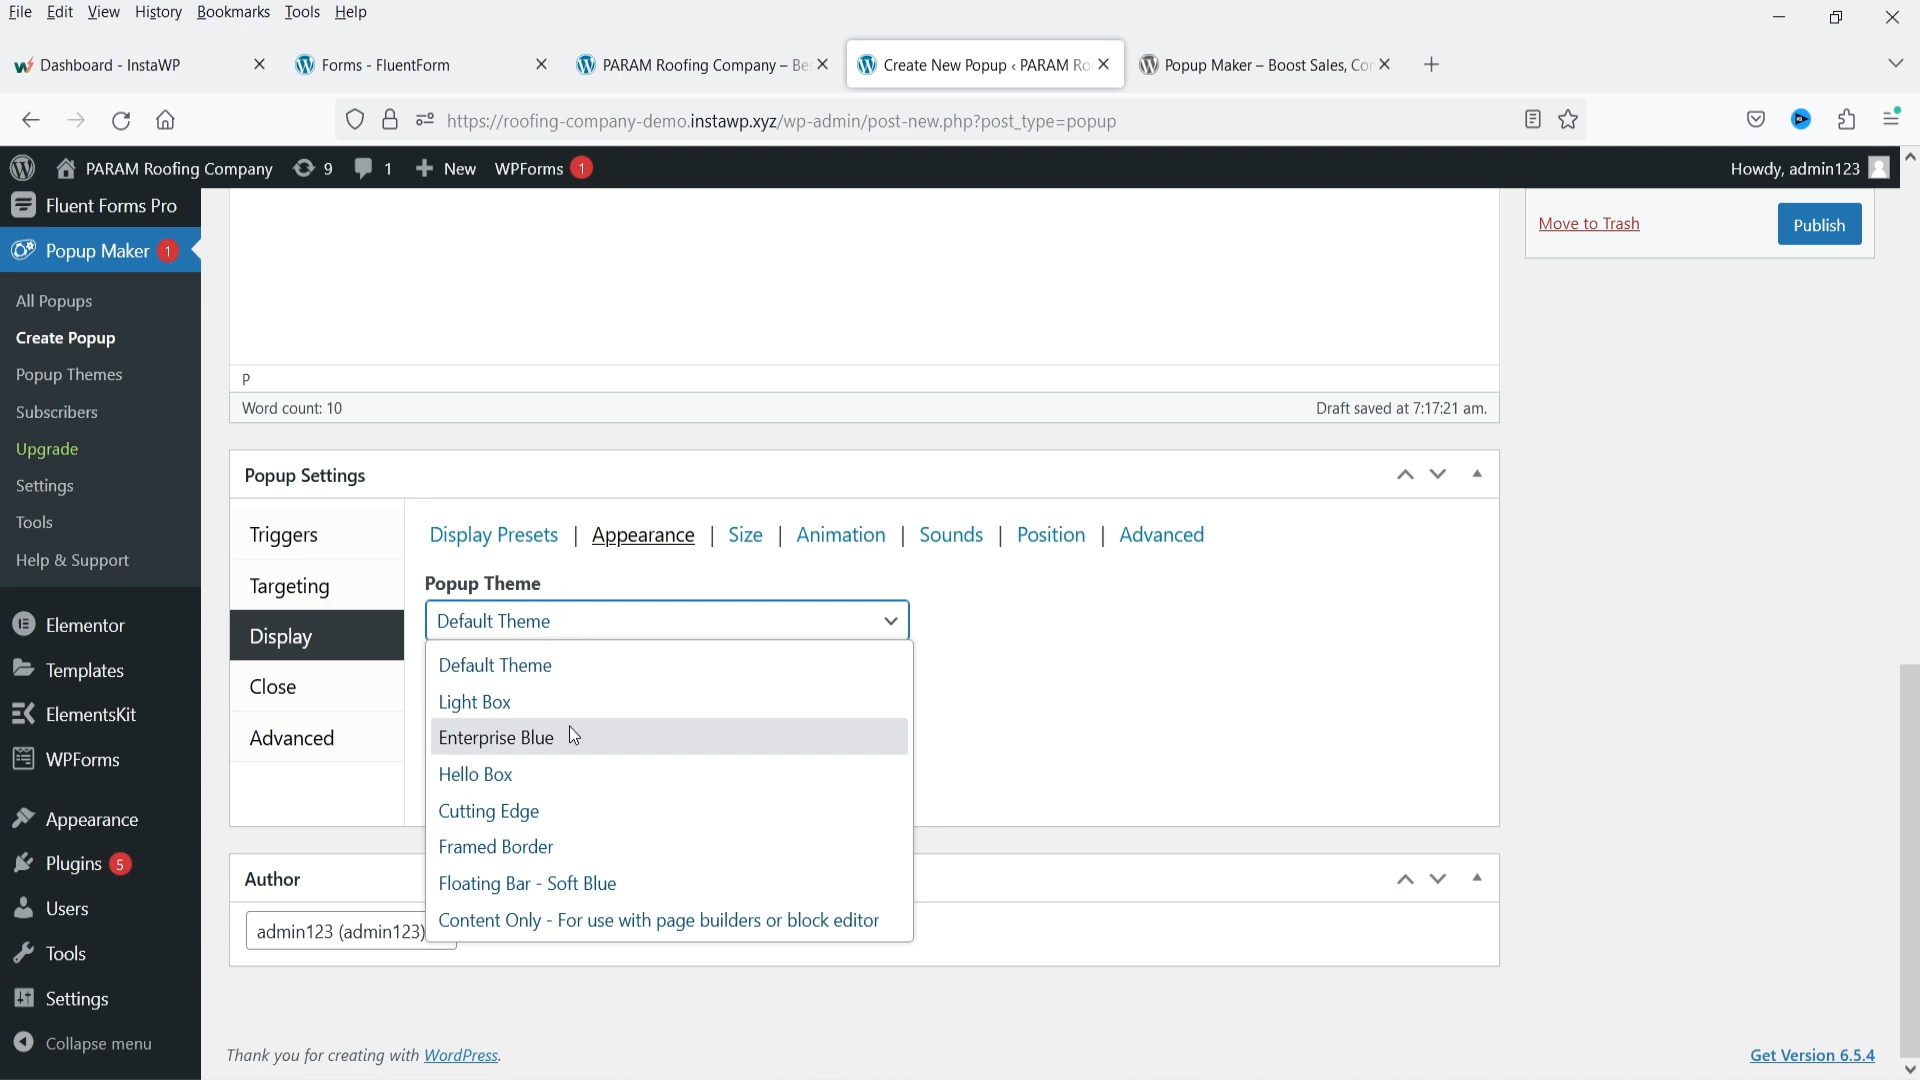 File Edit View History Bookmarks Tools Help
Dashboard - InstaWP
Forms - FluentForm
PARAM Roofing Company – Be
Create New Popup ‹ PARAM Ro
Popup Maker – Boost Sales, Cor
https://roofing-company-demo.instawp.xyz/wp-admin/post-new.php?post_type=popup
PARAM Roofing Company 9 1 New WPForms 1
Howdy, admin123
Fluent Forms Pro
Popup Maker 1
All Popups
Create Popup
Popup Themes
Subscribers
Upgrade
Settings
Tools
Help & Support
Elementor
Templates
ElementsKit
WPForms
Appearance
Plugins 5
Users
Tools
Settings
Collapse menu
Move to Trash
Publish
P
Word count: 10
Draft saved at 7:17:21 am.
Popup Settings
Triggers
Targeting
Display
Close
Advanced
Display Presets | Appearance | Size | Animation | Sounds | Position | Advanced
Popup Theme
Default Theme
Default Theme
Light Box
Enterprise Blue
Hello Box
Cutting Edge
Framed Border
Floating Bar - Soft Blue
Content Only - For use with page builders or block editor
Author
admin123 (admin123)
Thank you for creating with WordPress.
Get Version 6.5.4